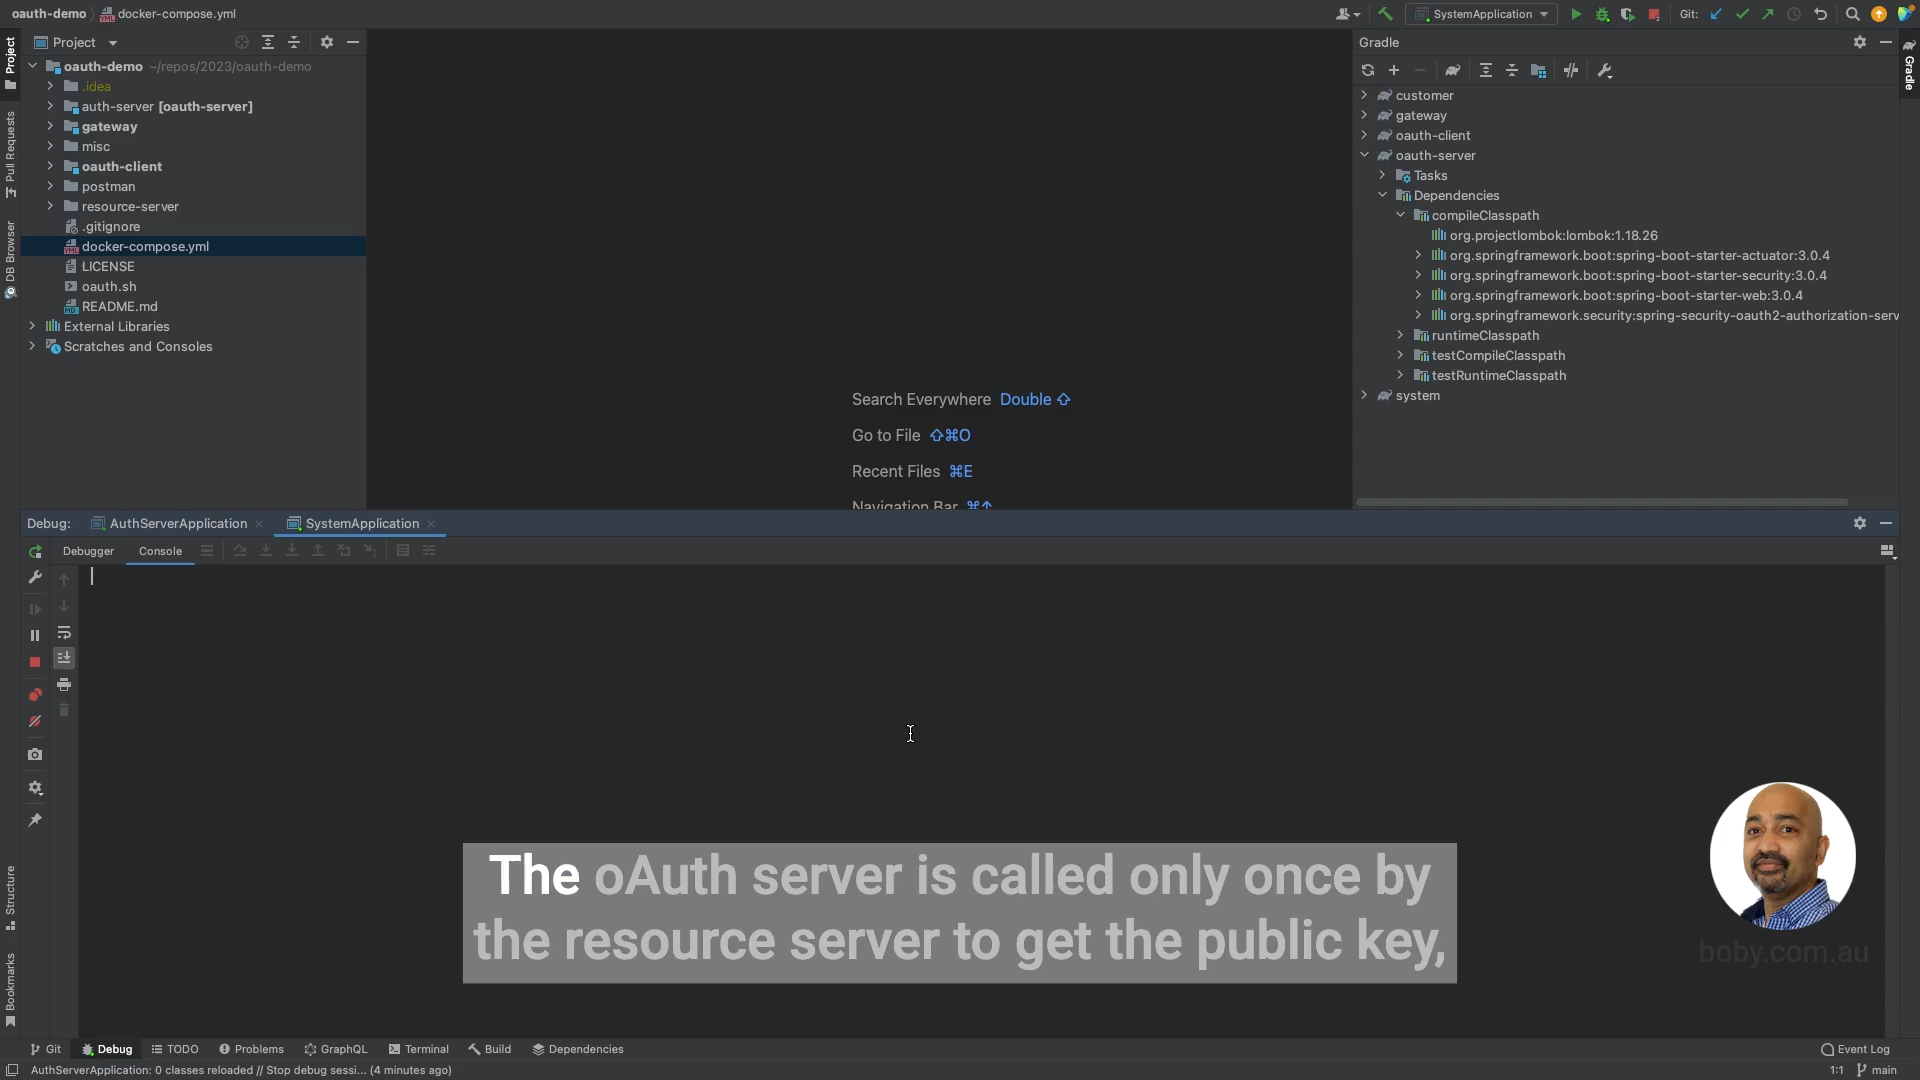 oauth-demo docker-compose.yml
SystemApplication
Git:
Project
Project
oauth-demo ~/repos/2023/oauth-demo
.idea
auth-server [oauth-server]
gateway
misc
oauth-client
postman
resource-server
.gitignore
docker-compose.yml
LICENSE
oauth.sh
README.md
External Libraries
Scratches and Consoles
Pull Requests
DB Browser
Search Everywhere Double ⇧
Go to File ⇧⌘O
Recent Files ⌘E
Navigation Bar ⌘↑
Gradle
Gradle
customer
gateway
oauth-client
oauth-server
Tasks
Dependencies
compileClasspath
org.projectlombok:lombok:1.18.26
org.springframework.boot:spring-boot-starter-actuator:3.0.4
org.springframework.boot:spring-boot-starter-security:3.0.4
org.springframework.boot:spring-boot-starter-web:3.0.4
org.springframework.security:spring-security-oauth2-authorization-serv
runtimeClasspath
testCompileClasspath
testRuntimeClasspath
system
Debug: AuthServerApplication SystemApplication
Debugger Console
The oAuth server is called only once by
the resource server to get the public key,
boby.com.au
Structure
Bookmarks
Git Debug TODO Problems GraphQL Terminal Build Dependencies Event Log
AuthServerApplication: 0 classes reloaded // Stop debug sessi... (4 minutes ago) 1:1 main